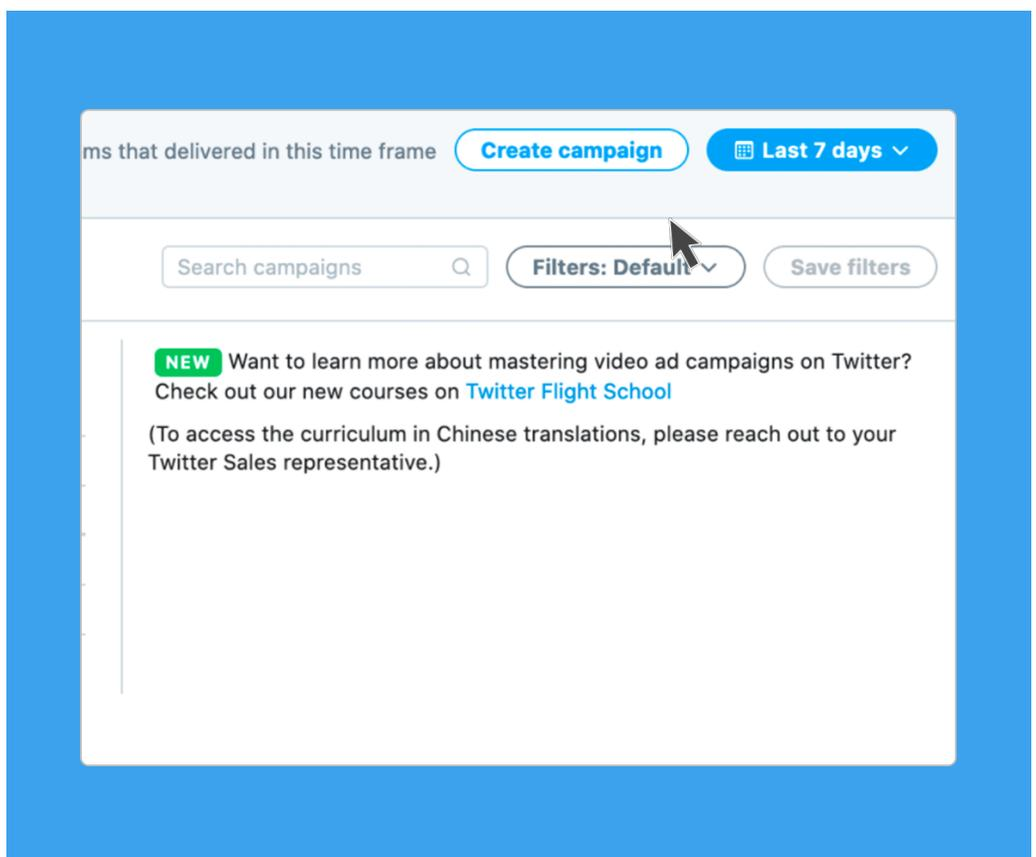 ms that delivered in this time frame Create campaign Last 7 days
Search campaigns Filters: Default Save filters
NEW Want to learn more about mastering video ad campaigns on Twitter?
Check out our new courses on Twitter Flight School
(To access the curriculum in Chinese translations, please reach out to your
Twitter Sales representative.)